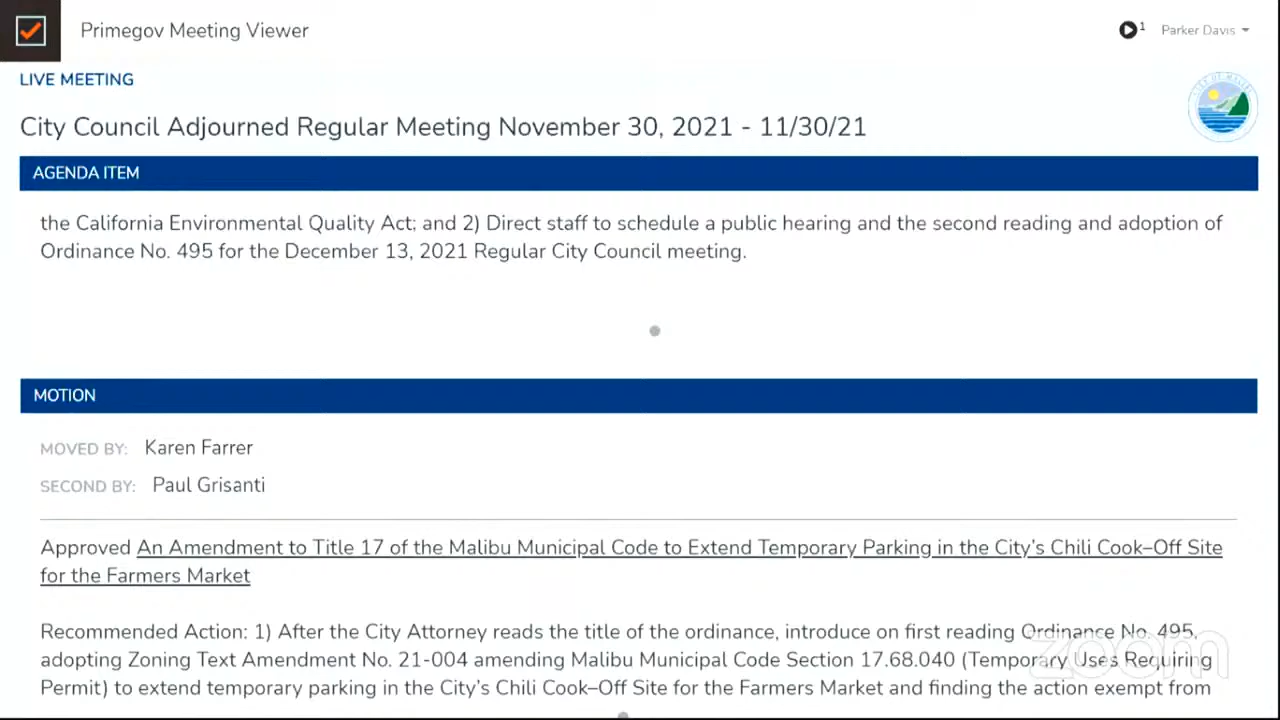 Primegov Meeting Viewer
1
Parker Davis
LIVE MEETING
City Council Adjourned Regular Meeting November 30, 2021 - 11/30/21
AGENDA ITEM
the California Environmental Quality Act; and 2) Direct staff to schedule a public hearing and the second reading and adoption of
Ordinance No. 495 for the December 13, 2021 Regular City Council meeting.
MOTION
MOVED BY: Karen Farrer
SECOND BY: Paul Grisanti
Approved An Amendment to Title 17 of the Malibu Municipal Code to Extend Temporary Parking in the City’s Chili Cook–Off Site
for the Farmers Market
Recommended Action: 1) After the City Attorney reads the title of the ordinance, introduce on first reading Ordinance No. 495,
adopting Zoning Text Amendment No. 21-004 amending Malibu Municipal Code Section 17.68.040 (Temporary Uses Requiring
Permit) to extend temporary parking in the City’s Chili Cook–Off Site for the Farmers Market and finding the action exempt from
zoom